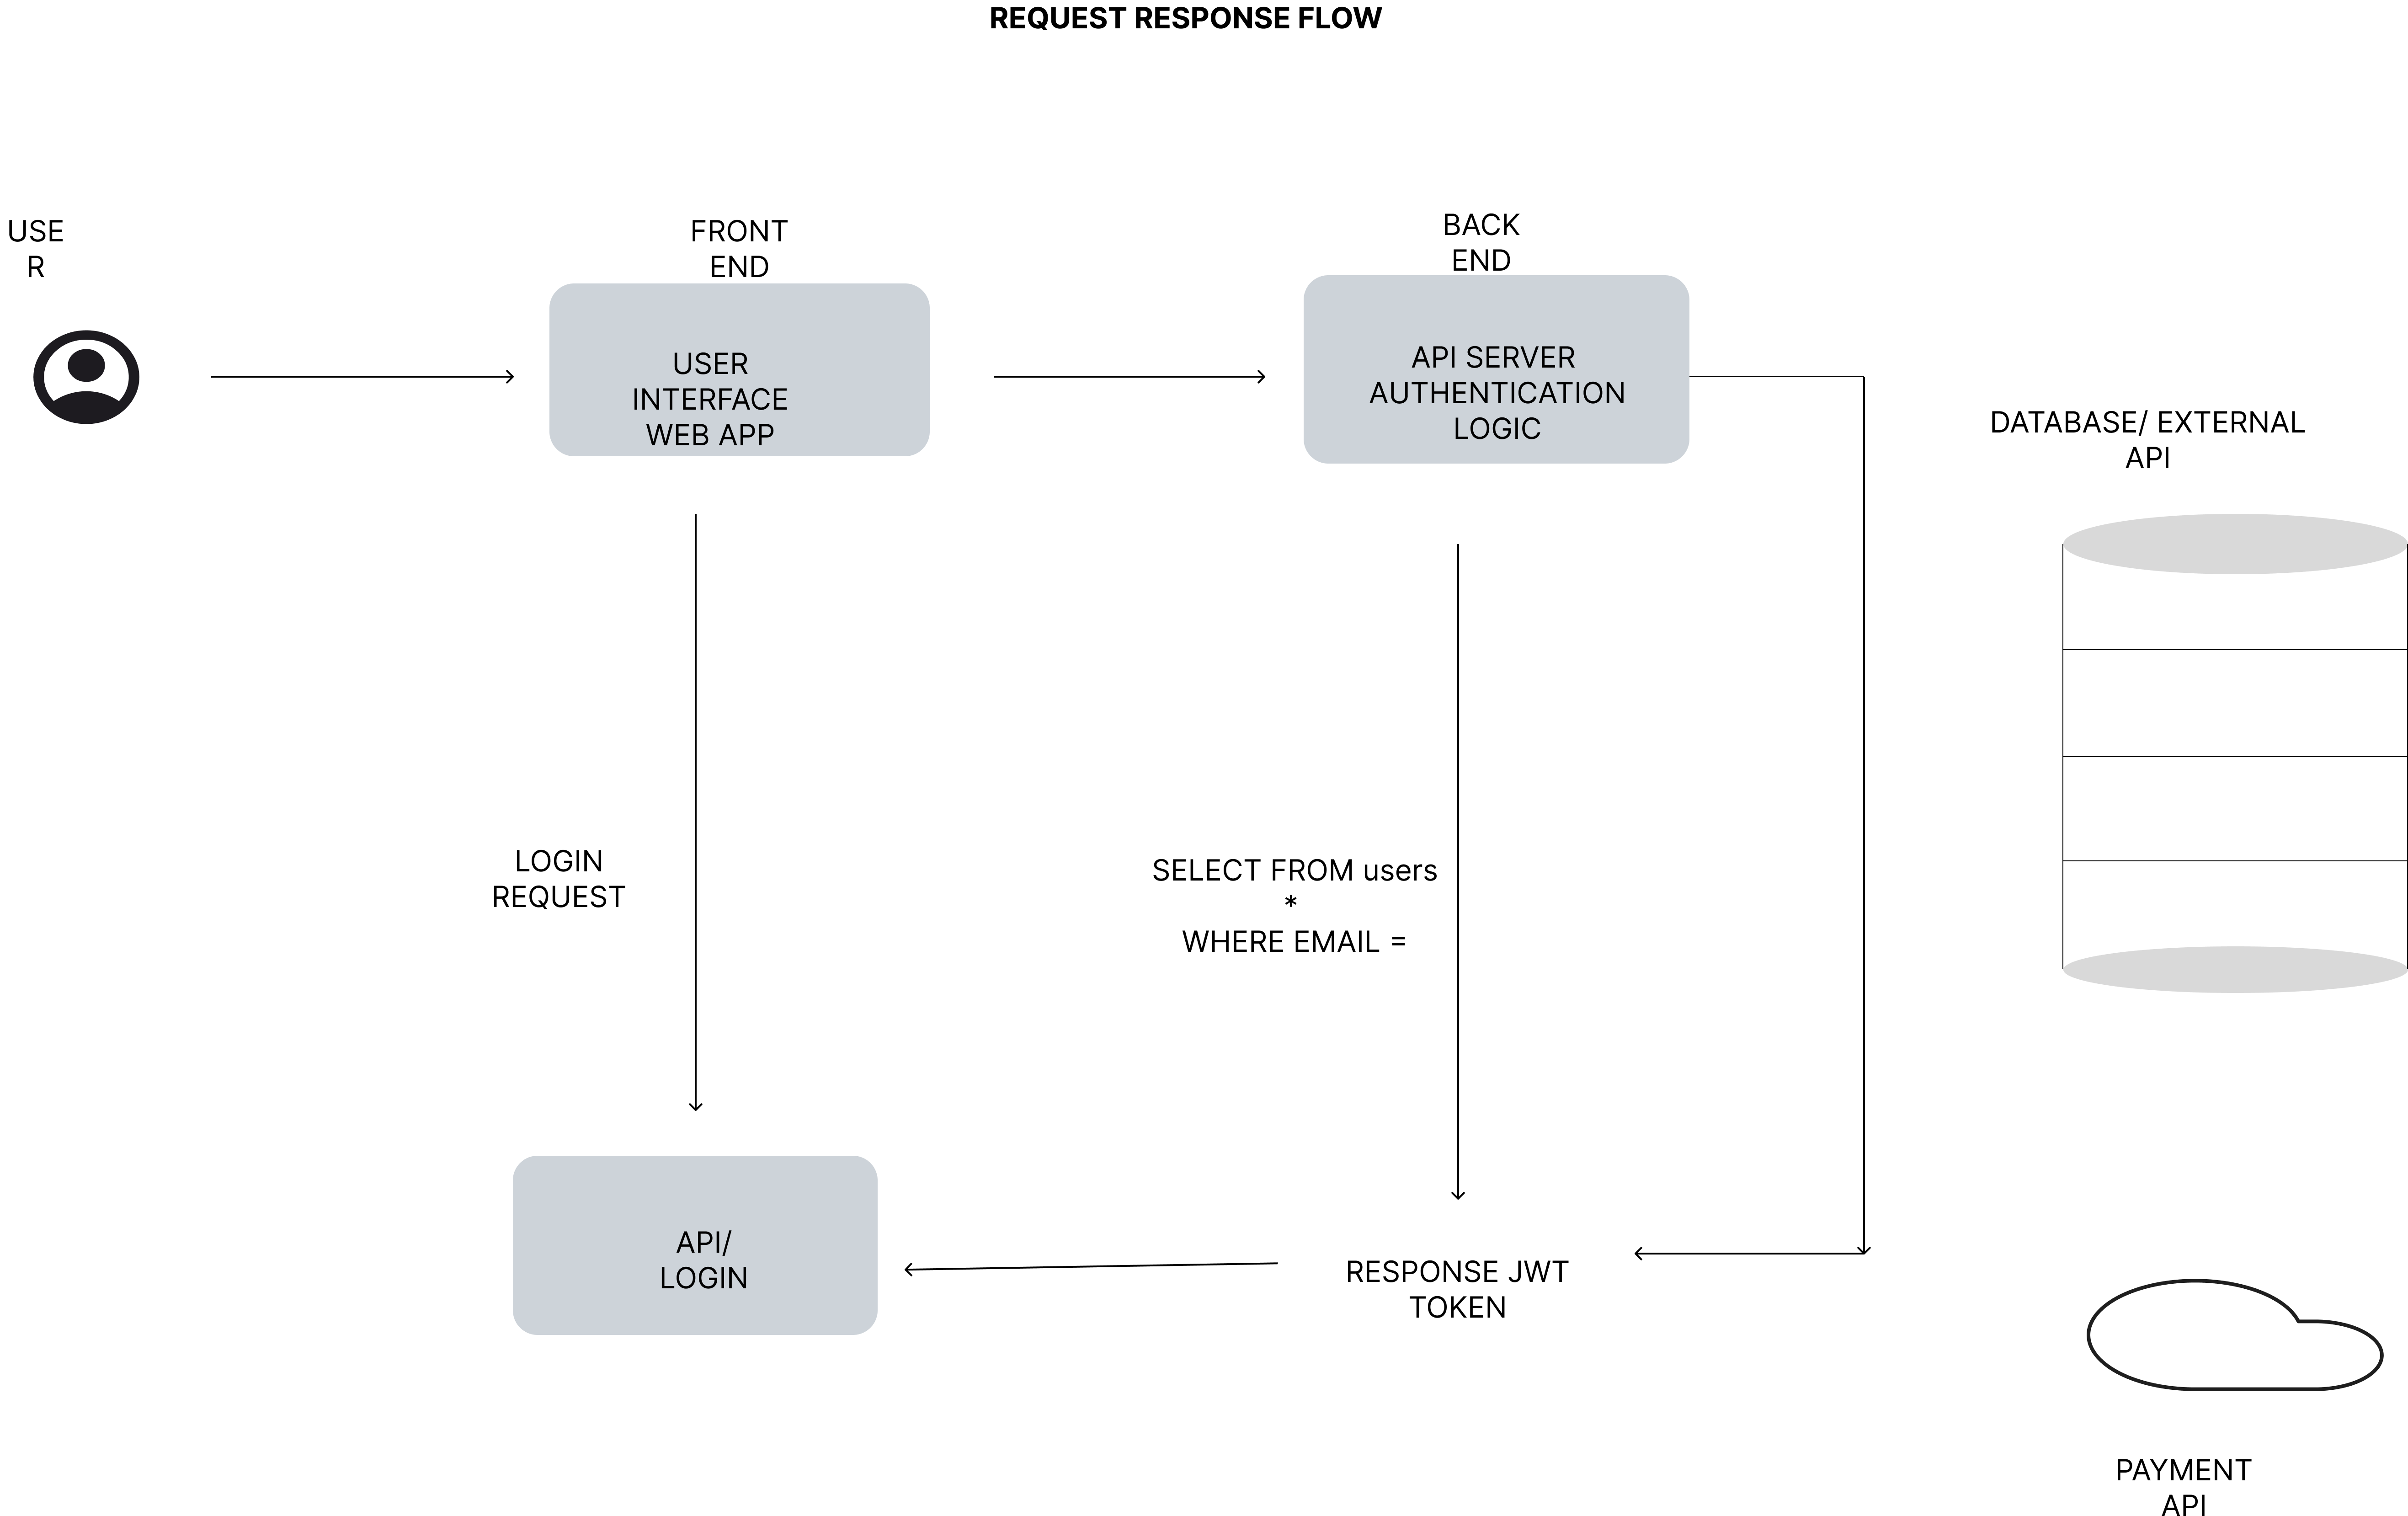 REQUEST RESPONSE FLOW
USE
R
FRONT
END
BACK
END
USER
INTERFACE
WEB APP
API SERVER
AUTHENTICATION
LOGIC
DATABASE/ EXTERNAL
API
LOGIN
REQUEST
SELECT FROM users
*
WHERE EMAIL =
API/
LOGIN
RESPONSE JWT
TOKEN
PAYMENT
API